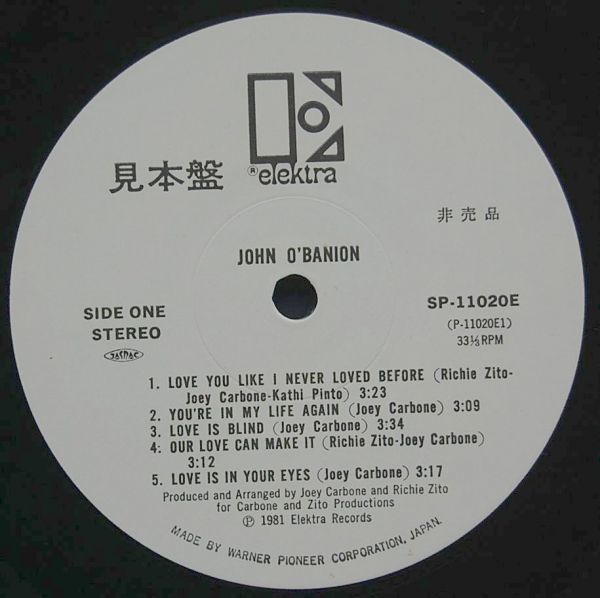 ® elektra
見本盤
非売品
JOHN O'BANION
SIDE ONE
STEREO
JASRAC
SP-11020E
(P-11020E1)
33⅓RPM
1. LOVE YOU LIKE I NEVER LOVED BEFORE (Richie Zito-
Joey Carbone-Kathi Pinto) 3:23
2. YOU'RE IN MY LIFE AGAIN (Joey Carbone) 3:09
3. LOVE IS BLIND (Joey Carbone) 3:34
4. OUR LOVE CAN MAKE IT (Richie Zito-Joey Carbone)
3:12
5. LOVE IS IN YOUR EYES (Joey Carbone) 3:17
Produced and Arranged by Joey Carbone and Richie Zito
for Carbone and Zito Productions
℗ 1981 Elektra Records
MADE BY WARNER PIONEER CORPORATION, JAPAN.